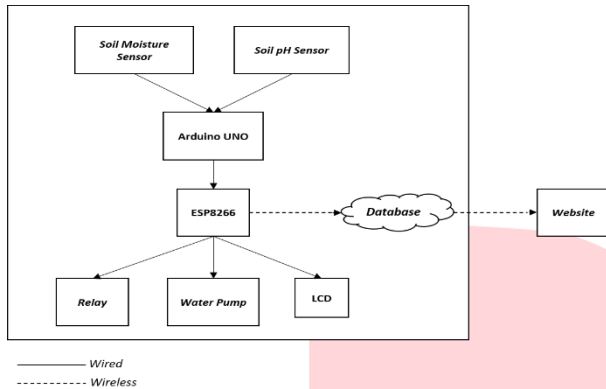 Soil Moisture
Sensor
Soil pH Sensor
Arduino UNO
ESP8266
Database
Website
Relay
Water Pump
LCD
Wired
Wireless